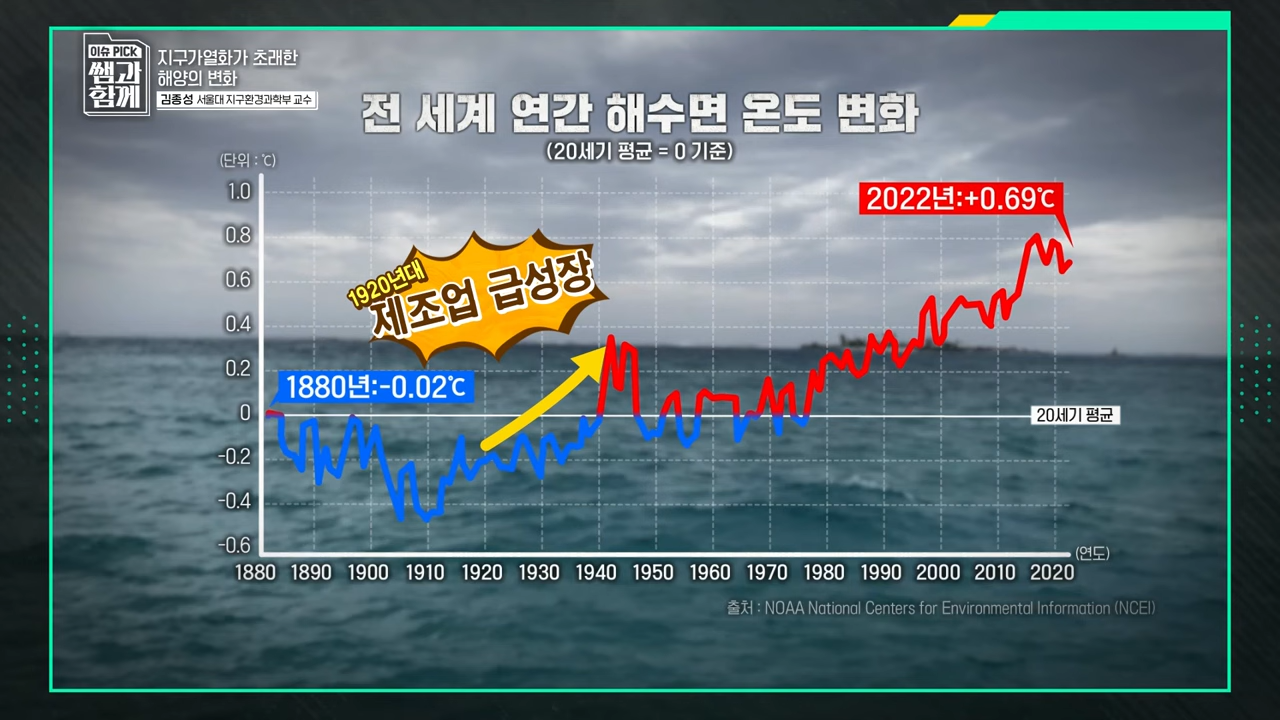 이슈 PICK
쌤과
함께
지구가열화가 초래한
해양의 변화
김종성 서울대 지구환경과학부 교수
전 세계 연간 해수면 온도 변화
(20세기 평균 = 0 기준)
(단위 : ℃)
1.0
0.8
0.6
0.4
0.2
0
-0.2
-0.4
-0.6
2022년:+0.69℃
1920년대
제조업 급성장
1880년:-0.02℃
20세기 평균
1880 1890 1900 1910 1920 1930 1940 1950 1960 1970 1980 1990 2000 2010 2020
(연도)
출처 : NOAA National Centers for Environmental Information (NCEI)